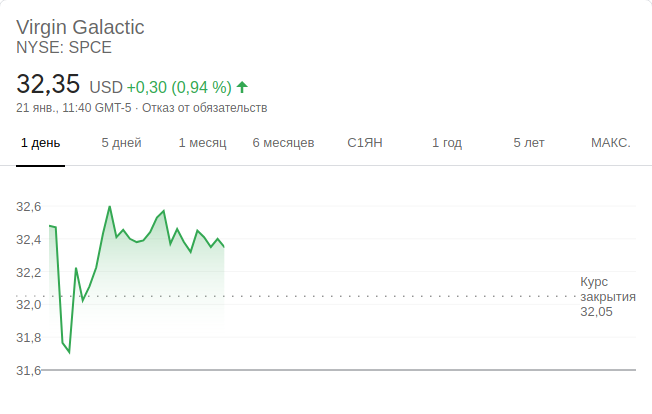 Virgin Galactic
NYSE: SPCE
32,35 USD +0,30 (0,94 %)
21 янв., 11:40 GMT-5 · Отказ от обязательств
1 день 5 дней 1 месяц 6 месяцев С1ЯН 1 год 5 лет МАКС.
32,6
32,4
32,2
32,0
31,8
31,6
Курс
закрытия
32,05